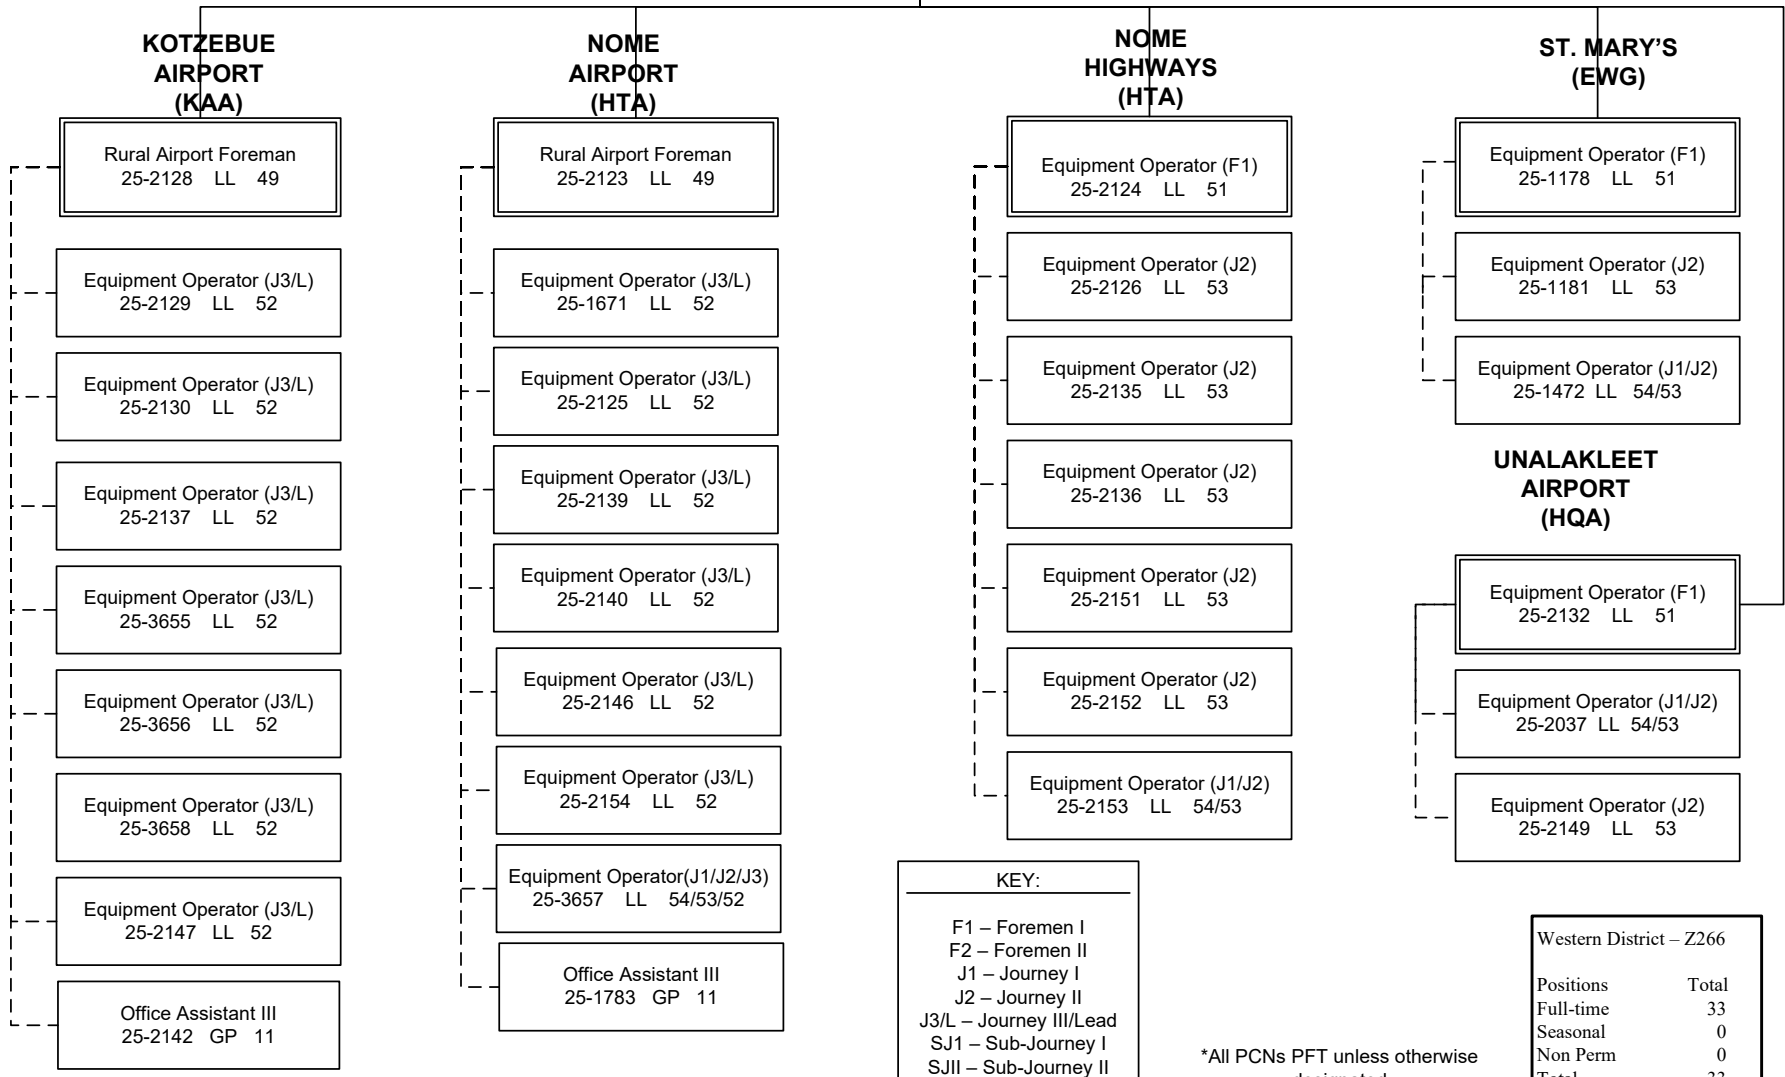 KOTZEBUE
AIRPORT
(KAA)
Rural Airport Foreman
25-2128 LL 49
Equipment Operator (J3/L)
25-2129 LL 52
Equipment Operator (J3/L)
25-2130 LL 52
Equipment Operator (J3/L)
25-2137 LL 52
Equipment Operator (J3/L)
25-3655 LL 52
Equipment Operator (J3/L)
25-3656 LL 52
Equipment Operator (J3/L)
25-3658 LL 52
Equipment Operator (J3/L)
25-2147 LL 52
Office Assistant III
25-2142 GP 11
NOME
AIRPORT
(HTA)
Rural Airport Foreman
25-2123 LL 49
Equipment Operator (J3/L)
25-1671 LL 52
Equipment Operator (J3/L)
25-2125 LL 52
Equipment Operator (J3/L)
25-2139 LL 52
Equipment Operator (J3/L)
25-2140 LL 52
Equipment Operator (J3/L)
25-2146 LL 52
Equipment Operator (J3/L)
25-2154 LL 52
Equipment Operator(J1/J2/J3)
25-3657 LL 54/53/52
Office Assistant III
25-1783 GP 11
NOME
HIGHWAYS
(HTA)
Equipment Operator (F1)
25-2124 LL 51
Equipment Operator (J2)
25-2126 LL 53
Equipment Operator (J2)
25-2135 LL 53
Equipment Operator (J2)
25-2136 LL 53
Equipment Operator (J2)
25-2151 LL 53
Equipment Operator (J2)
25-2152 LL 53
Equipment Operator (J1/J2)
25-2153 LL 54/53
ST. MARY’S
(EWG)
Equipment Operator (F1)
25-1178 LL 51
Equipment Operator (J2)
25-1181 LL 53
Equipment Operator (J1/J2)
25-1472 LL 54/53
UNALAKLEET
AIRPORT
(HQA)
Equipment Operator (F1)
25-2132 LL 51
Equipment Operator (J1/J2)
25-2037 LL 54/53
Equipment Operator (J2)
25-2149 LL 53
KEY:
F1 – Foremen I
F2 – Foremen II
J1 – Journey I
J2 – Journey II
J3/L – Journey III/Lead
SJ1 – Sub-Journey I
SJII – Sub-Journey II
*All PCNs PFT unless otherwise
Western District – Z266
Positions Total
Full-time 33
Seasonal 0
Non Perm 0
Total 33